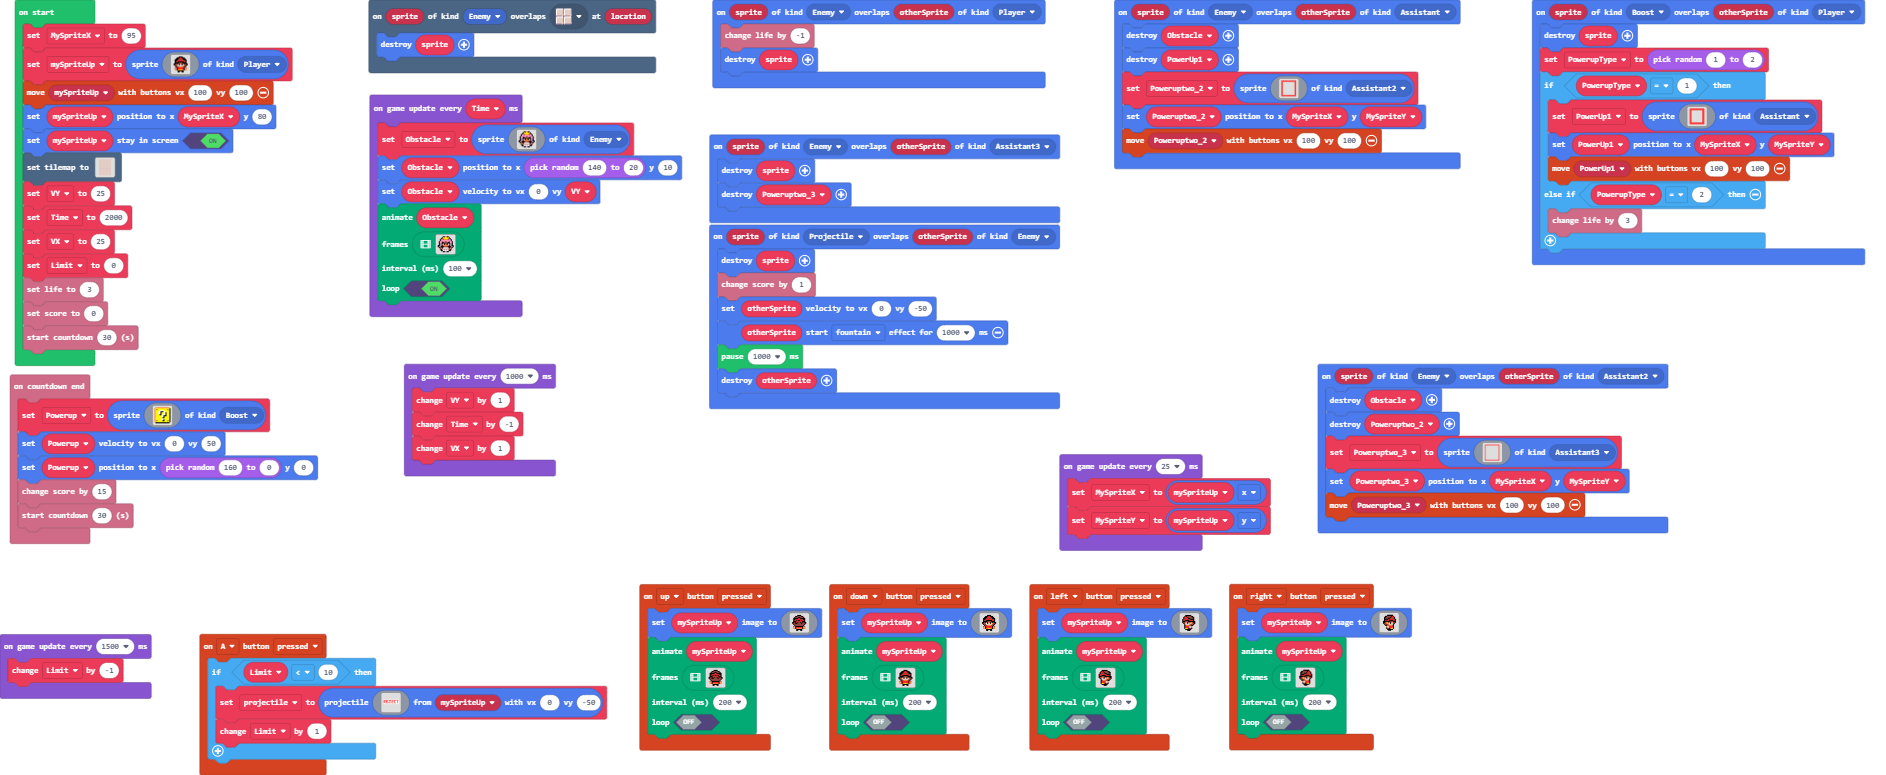 on start
set MySpriteX to 95
set mySpriteUp to sprite of kind Player
move mySpriteUp with buttons vx 100 vy 100
set mySpriteUp position to x MySpriteX y 80
set mySpriteUp stay in screen ON
set tilemap to
set VY to 25
set Time to 2000
set VX to 25
set Limit to 0
set life to 3
set score to 0
start countdown 30 (s)
on countdown end
set Powerup to sprite of kind Boost
set Powerup velocity to vx 0 vy 50
set Powerup position to x pick random 160 to 0 y 0
change score by 15
start countdown 30 (s)
on sprite of kind Enemy overlaps at location
destroy sprite
on game update every Time ms
set Obstacle to sprite of kind Enemy
set Obstacle position to x pick random 140 to 20 y 10
set Obstacle velocity to vx 0 vy VY
animate Obstacle
frames
interval (ms) 100
loop ON
on game update every 1000 ms
change VY by 1
change Time by -1
change VX by 1
on sprite of kind Enemy overlaps otherSprite of kind Player
change life by -1
destroy sprite
on sprite of kind Enemy overlaps otherSprite of kind Assistant3
destroy sprite
destroy Poweruptwo_3
on sprite of kind Projectile overlaps otherSprite of kind Enemy
destroy sprite
change score by 1
set otherSprite velocity to vx 0 vy -50
otherSprite start fountain effect for 1000 ms
pause 1000 ms
destroy otherSprite
on sprite of kind Enemy overlaps otherSprite of kind Assistant
destroy Obstacle
destroy PowerUp1
set Poweruptwo_2 to sprite of kind Assistant2
set Poweruptwo_2 position to x MySpriteX y MySpriteY
move Poweruptwo_2 with buttons vx 100 vy 100
on sprite of kind Boost overlaps otherSprite of kind Player
destroy sprite
set PowerupType to pick random 1 to 2
if PowerupType = 1 then
set PowerUp1 to sprite of kind Assistant
set PowerUp1 position to x MySpriteX y MySpriteY
move PowerUp1 with buttons vx 100 vy 100
else if PowerupType = 2 then
change life by 3
on sprite of kind Enemy overlaps otherSprite of kind Assistant2
destroy Obstacle
destroy Poweruptwo_2
set Poweruptwo_3 to sprite of kind Assistant3
set Poweruptwo_3 position to x MySpriteX y MySpriteY
move Poweruptwo_3 with buttons vx 100 vy 100
on game update every 25 ms
set MySpriteX to mySpriteUp x
set MySpriteY to mySpriteUp y
on game update every 1500 ms
change Limit by -1
on A button pressed
if Limit < 10 then
set projectile to projectile from mySpriteUp with vx 0 vy -50
change Limit by 1
on up button pressed
set mySpriteUp image to
animate mySpriteUp
frames
interval (ms) 200
loop OFF
on down button pressed
set mySpriteUp image to
animate mySpriteUp
frames
interval (ms) 200
loop OFF
on left button pressed
set mySpriteUp image to
animate mySpriteUp
frames
interval (ms) 200
loop OFF
on right button pressed
set mySpriteUp image to
animate mySpriteUp
frames
interval (ms) 200
loop OFF